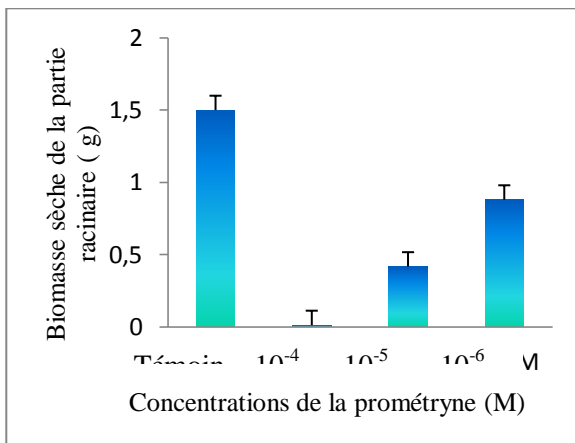 Biomasse sèche de la partie
racinaire ( g)
2
1,5
1
0,5
0
Témoin 10⁻⁴ 10⁻⁵ 10⁻⁶ M
Concentrations de la prométryne (M)